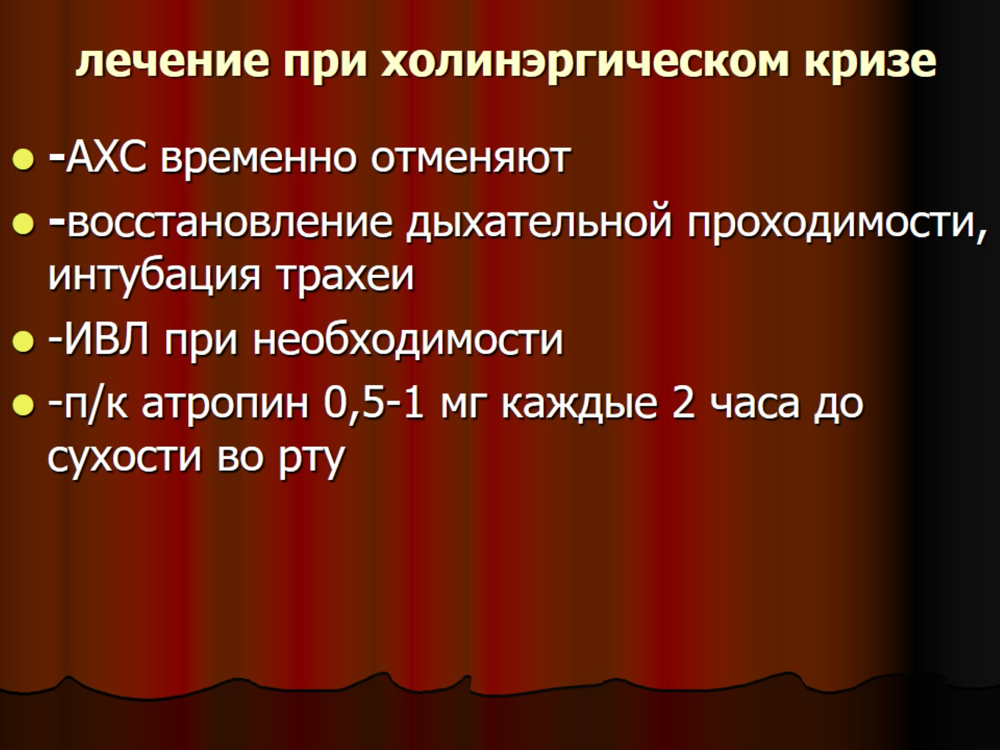 лечение при холинэргическом кризе
-АХС временно отменяют
-восстановление дыхательной проходимости,
интубация трахеи
-ИВЛ при необходимости
-п/к атропин 0,5-1 мг каждые 2 часа до
сухости во рту